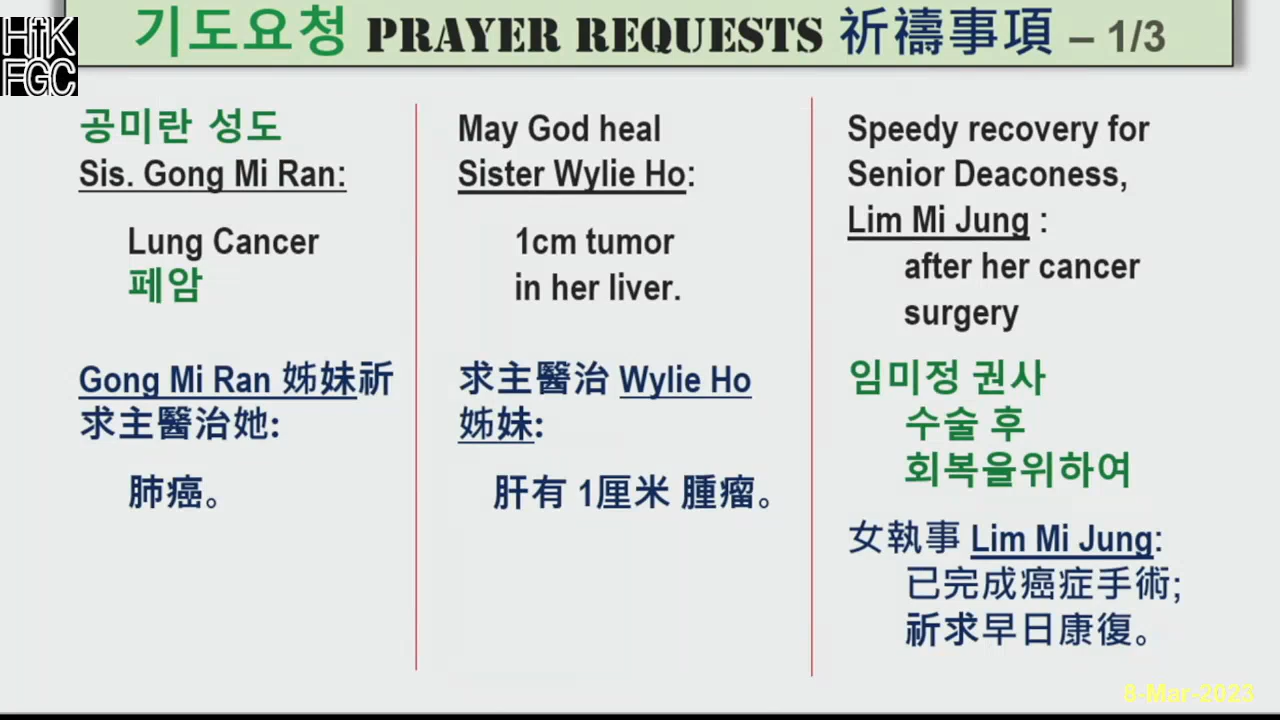 HfK
FGC
기도요청 PRAYER REQUESTS 祈禱事項 – 1/3
공미란 성도
Sis. Gong Mi Ran:
Lung Cancer
페암
Gong Mi Ran 姊妹祈
求主醫治她:
肺癌。
May God heal
Sister Wylie Ho:
1cm tumor
in her liver.
求主醫治 Wylie Ho
姊妹:
肝有 1厘米 腫瘤。
Speedy recovery for
Senior Deaconess,
Lim Mi Jung :
after her cancer
surgery
임미정 권사
수술 후
회복을위하여
女執事 Lim Mi Jung:
已完成癌症手術;
祈求早日康復。
8-Mar-2023